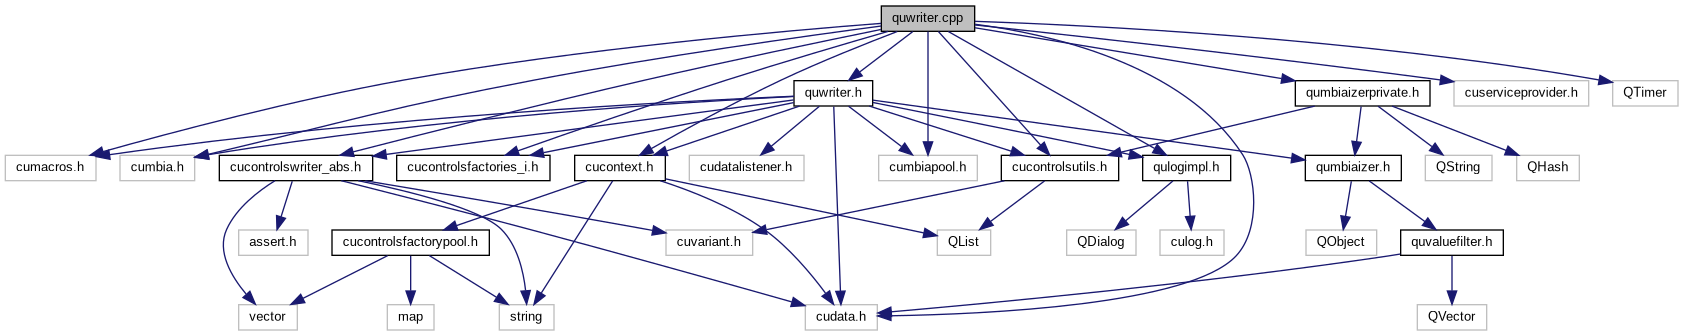 quwriter.cpp
quwriter.h
qumbiaizerprivate.h
cuserviceprovider.h
QTimer
cumacros.h
cumbia.h
cucontrolswriter_abs.h
cucontrolsfactories_i.h
cucontext.h
cudatalistener.h
cumbiapool.h
cucontrolsutils.h
qulogimpl.h
qumbiaizer.h
QString
QHash
assert.h
cucontrolsfactorypool.h
cuvariant.h
QList
QDialog
culog.h
QObject
quvaluefilter.h
vector
map
string
cudata.h
QVector